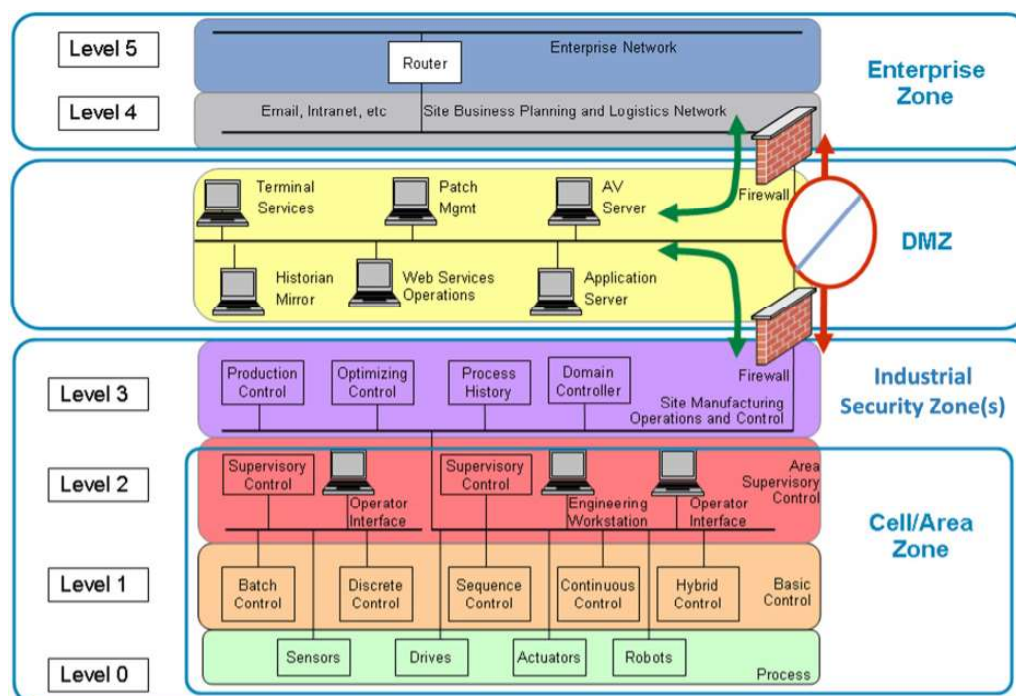 Level 5
Enterprise Network
Router
Enterprise
Zone
Level 4
Email, Intranet, etc
Site Business Planning and Logistics Network
Terminal
Services
Patch
Mgmt
AV
Server
Firewall
DMZ
Historian
Mirror
Web Services
Operations
Application
Server
Firewall
Level 3
Production
Control
Optimizing
Control
Process
History
Domain
Controller
Site Manufacturing
Operations and Control
Industrial
Security Zone(s)
Level 2
Supervisory
Control
Operator
Interface
Supervisory
Control
Engineering
Workstation
Operator
Interface
Area
Supervisory
Control
Cell/Area
Zone
Level 1
Batch
Control
Discrete
Control
Sequence
Control
Continuous
Control
Hybrid
Control
Basic
Control
Level 0
Sensors
Drives
Actuators
Robots
Process